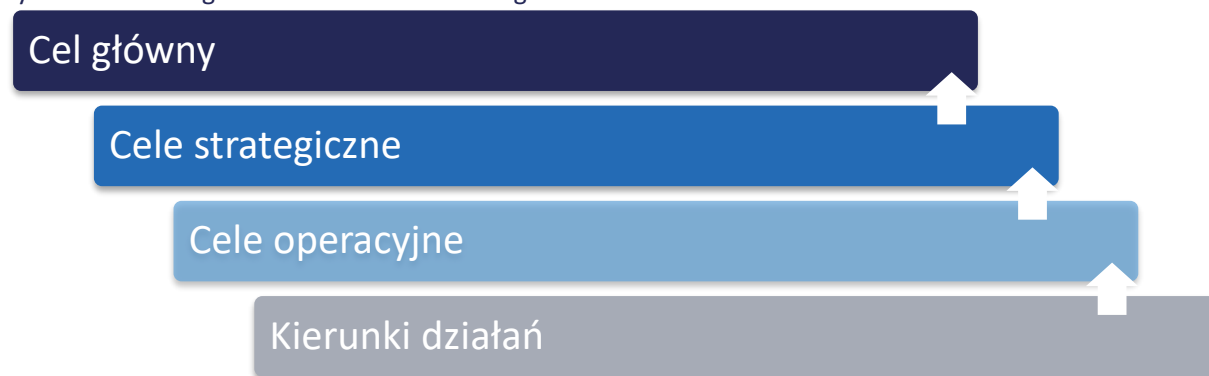 Cel główny
Cele strategiczne
Cele operacyjne
Kierunki działań